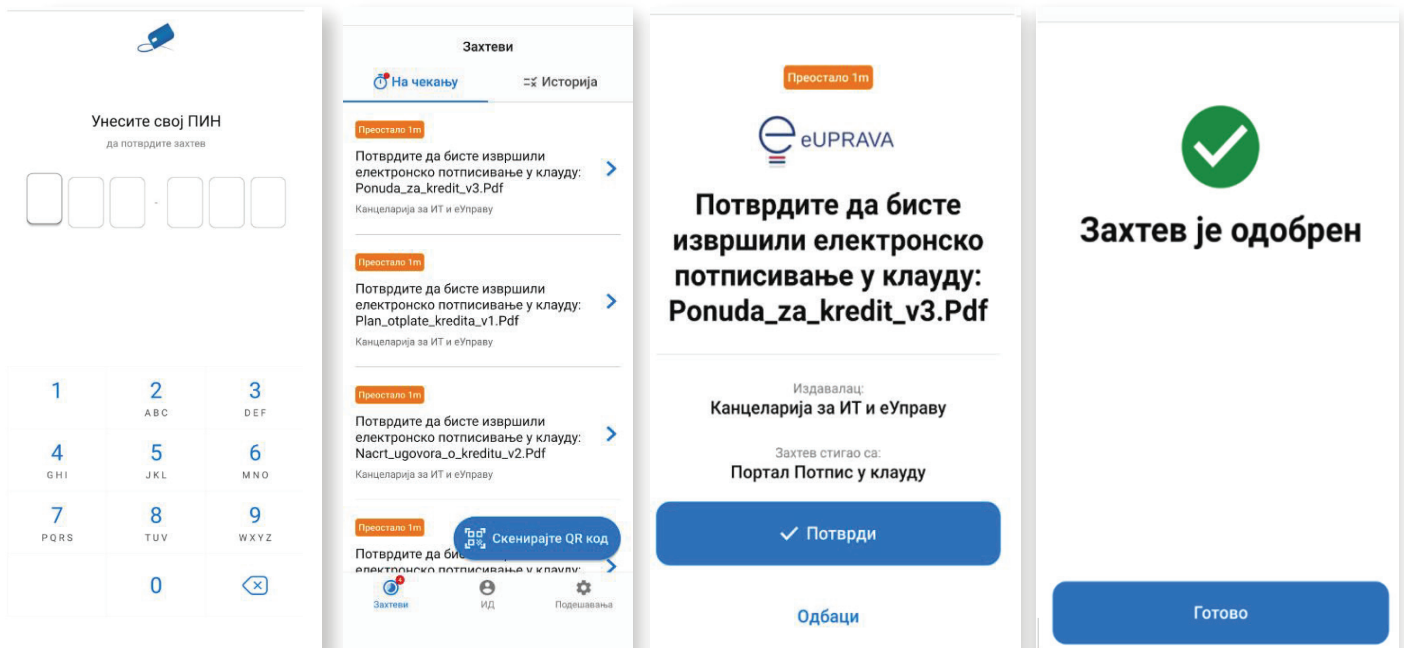 Унесите свој ПИН
да потврдите захтев
1
2
ABC
3
DEF
4
GHI
5
JKL
6
MNO
7
PQRS
8
TUV
9
WXYZ
0
Захтеви
На чекању
Историја
Преостало 1m
Потврдите да бисте извршили
електронско потписивање у клауду:
Ponuda_za_kredit_v3.Pdf
Канцеларија за ИТ и еУправу
Преостало 1m
Потврдите да бисте извршили
електронско потписивање у клауду:
Plan_otplate_kredita_v1.Pdf
Канцеларија за ИТ и еУправу
Преостало 1m
Потврдите да бисте извршили
електронско потписивање у клауду:
Nacrt_ugovora_o_kreditu_v2.Pdf
Канцеларија за ИТ и еУправу
Преостало 1m
Скенирајте QR код
Потврдите да
електронско потписивање у клауду:
4
Захтеви
ИД
Подешавања
Преостало 1m
eUPRAVA
Потврдите да бисте
извршили електронско
потписивање у клауду:
Ponuda_za_kredit_v3.Pdf
Издавалац:
Канцеларија за ИТ и еУправу
Захтев стигао са:
Портал Потпис у клауду
Потврди
Одбаци
Захтев је одобрен
Готово